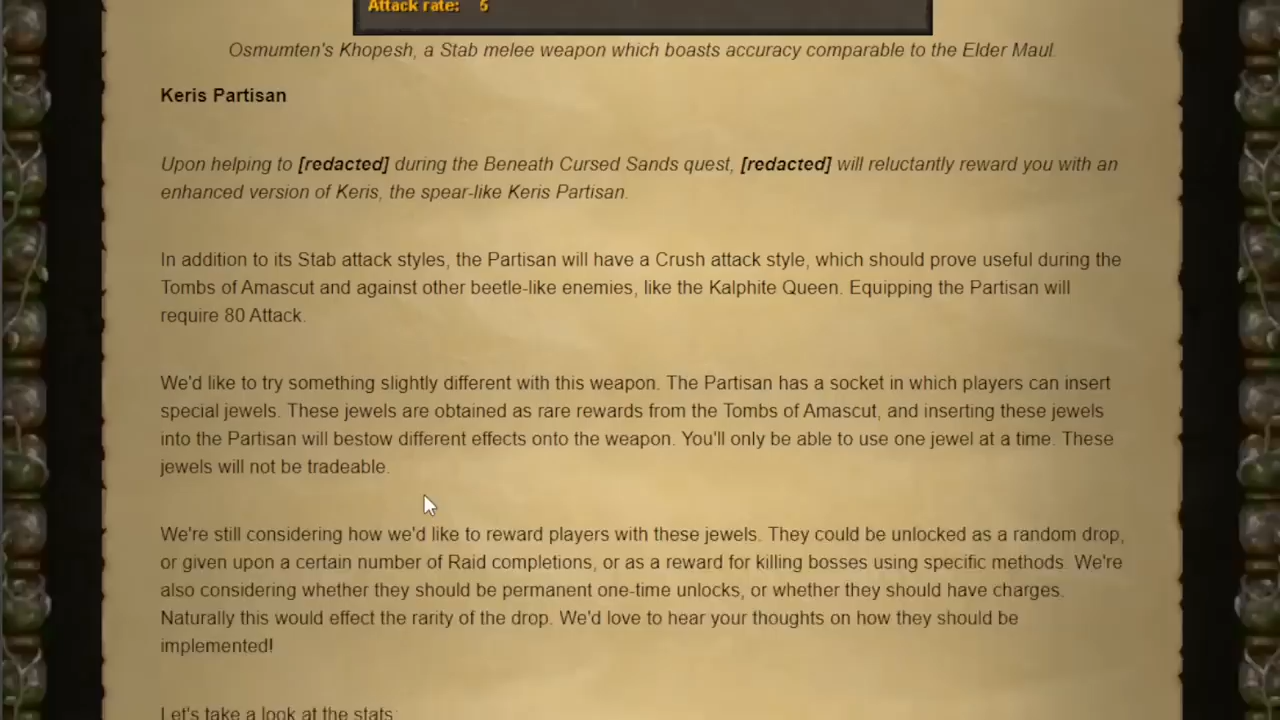 Attack rate: 5
Osmumten's Khopesh, a Stab melee weapon which boasts accuracy comparable to the Elder Maul.
Keris Partisan
Upon helping to [redacted] during the Beneath Cursed Sands quest, [redacted] will reluctantly reward you with an
enhanced version of Keris, the spear-like Keris Partisan.
In addition to its Stab attack styles, the Partisan will have a Crush attack style, which should prove useful during the
Tombs of Amascut and against other beetle-like enemies, like the Kalphite Queen. Equipping the Partisan will
require 80 Attack.
We'd like to try something slightly different with this weapon. The Partisan has a socket in which players can insert
special jewels. These jewels are obtained as rare rewards from the Tombs of Amascut, and inserting these jewels
into the Partisan will bestow different effects onto the weapon. You'll only be able to use one jewel at a time. These
jewels will not be tradeable.
We're still considering how we'd like to reward players with these jewels. They could be unlocked as a random drop,
or given upon a certain number of Raid completions, or as a reward for killing bosses using specific methods. We're
also considering whether they should be permanent one-time unlocks, or whether they should have charges.
Naturally this would effect the rarity of the drop. We'd love to hear your thoughts on how they should be
implemented!
Let's take a look at the stats: